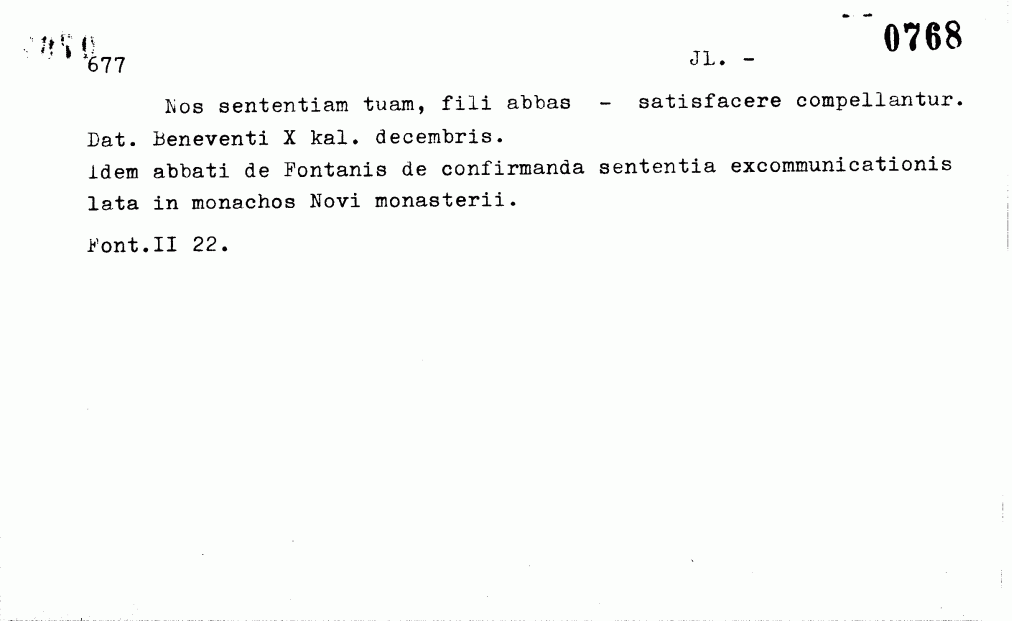 0768
677
JL. -
Nos sententiam tuam, fili abbas - satisfacere compellantur.
Dat. Beneventi X kal. decembris.
Idem abbati de Fontanis de confirmanda sententia excommunicationis
lata in monachos Novi monasterii.
Font.II 22.